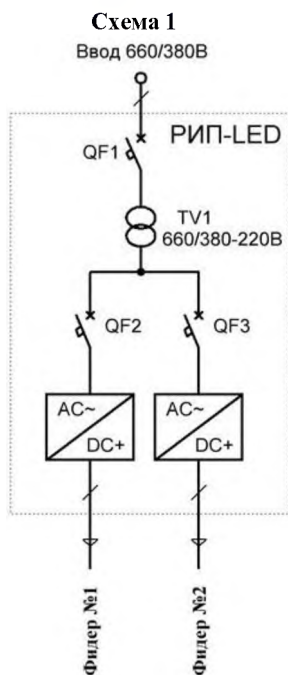 Схема 1
Ввод 660/380В
РИП-LED
QF1
TV1
660/380-220В
QF2
QF3
AC~
DC+
AC~
DC+
Фидер №1
Фидер №2